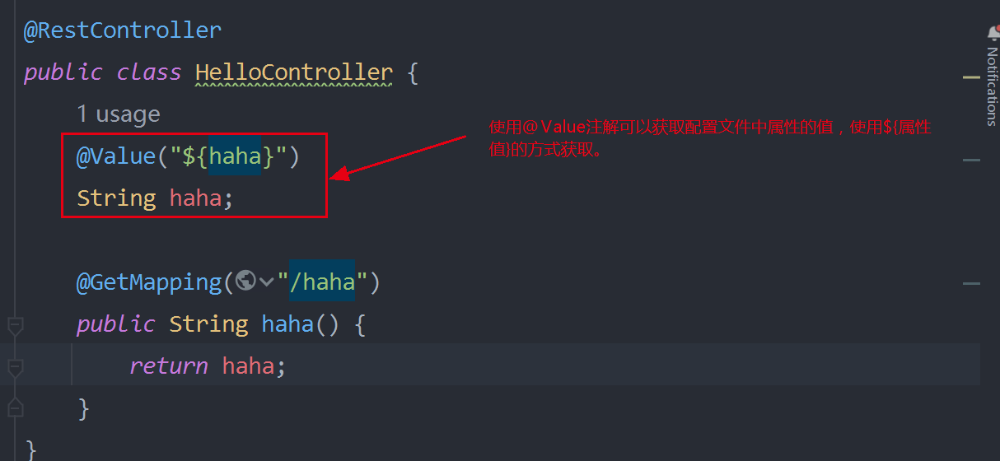 @RestController
public class HelloController {
1 usage
@Value("${haha}")
String haha;
使用@Value注解可以获取配置文件中属性的值，使用${属性
值}的方式获取。
@GetMapping("/haha")
public String haha() {
return haha;
}
}
Notifications